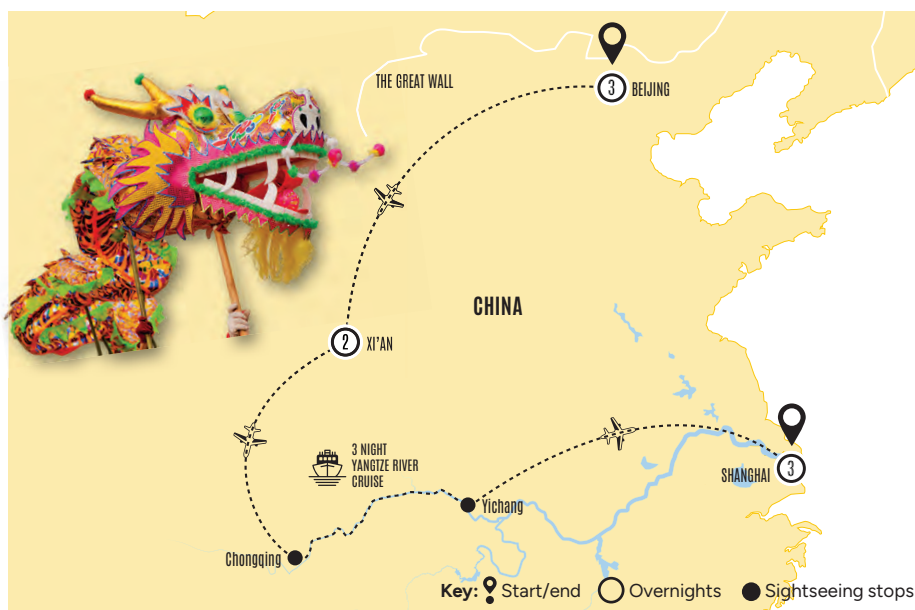 THE GREAT WALL
3 BEIJING
CHINA
2 XI'AN
3 NIGHT
YANGTZE RIVER
CRUISE
SHANGHAI 3
Yichang
Chongqing
Key: Start/end Overnights Sightseeing stops